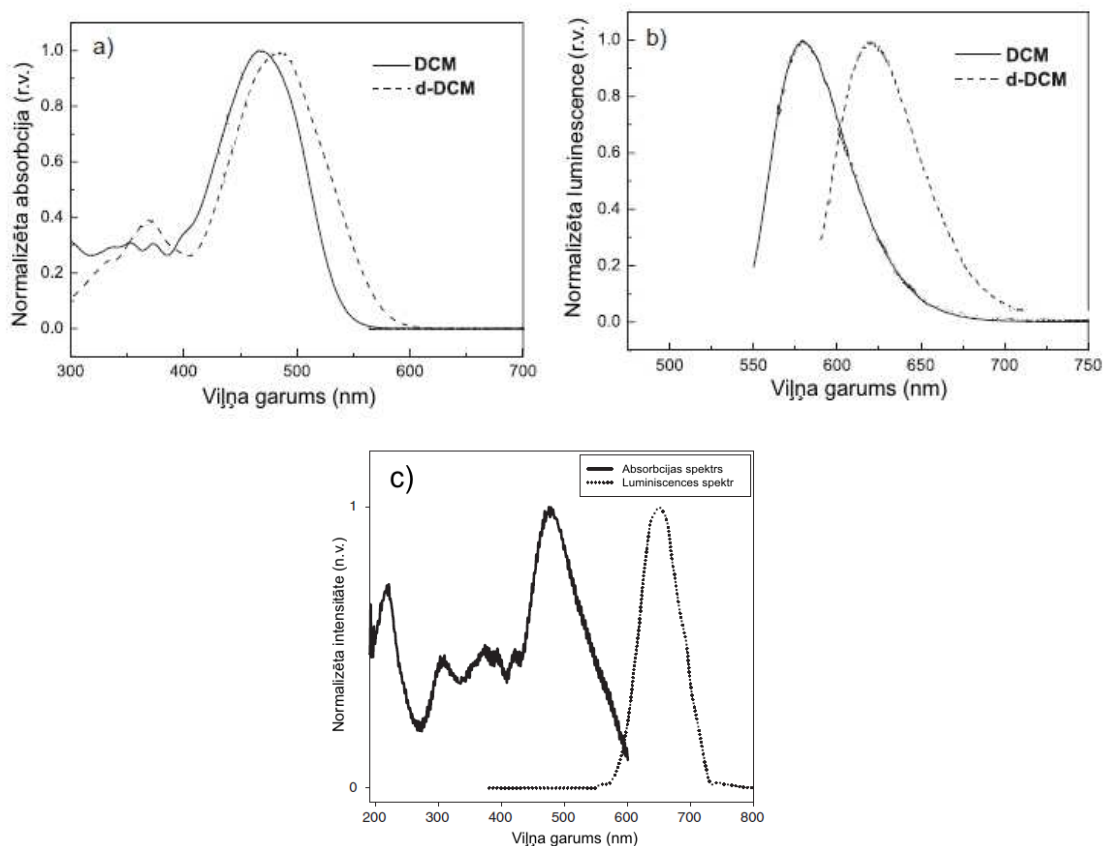 a)
DCM
d-DCM
Normalizēta absorbcija (r.v.)
1.0
0.8
0.6
0.4
0.2
0.0
300
400
500
600
700
Viļņa garums (nm)
b)
DCM
d-DCM
Normalizēta luminescence (r.v.)
1.0
0.8
0.6
0.4
0.2
0.0
500
550
600
650
700
750
Viļņa garums (nm)
c)
Absorbcijas spektrs
Luminiscences spektr
Normalizēta intensitāte (n.v.)
1
0
200
300
400
500
600
700
800
Viļņa garums (nm)